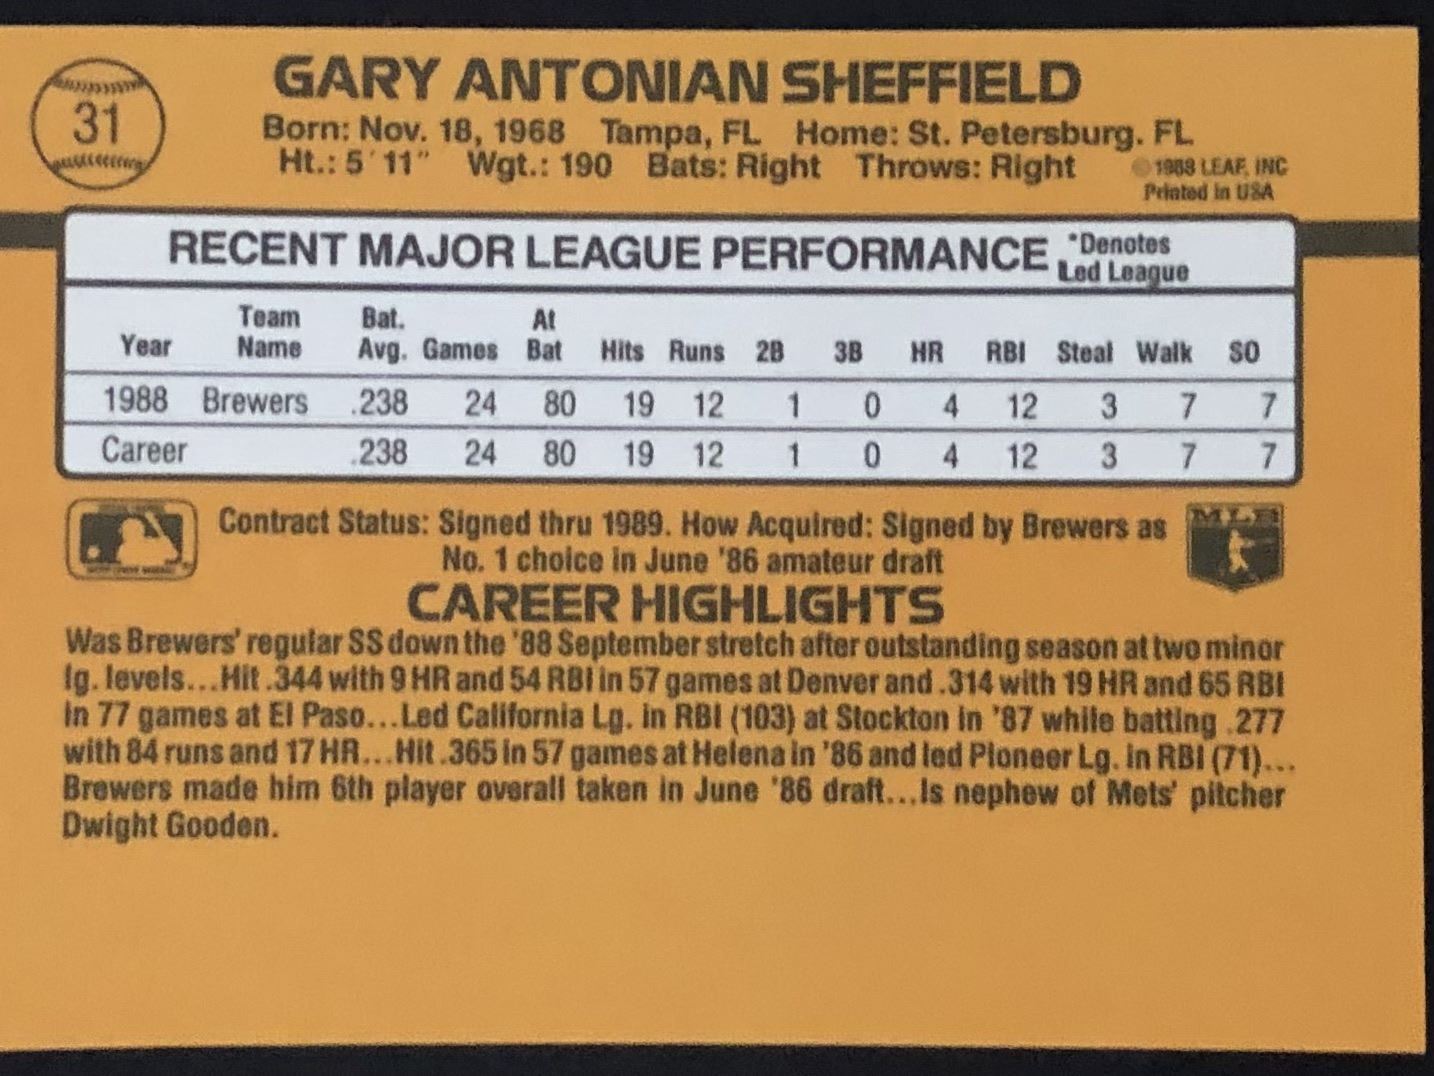 31
GARY ANTONIAN SHEFFIELD
Born: Nov. 18, 1968 Tampa, FL Home: St. Petersburg. FL
Ht.: 5' 11" Wgt.: 190 Bats: Right Throws: Right
© 1988 LEAF, INC
Printed in USA
RECENT MAJOR LEAGUE PERFORMANCE
*Denotes
Led League
Year Team Name Bat. Avg. Games At Bat Hits Runs 2B 3B HR RBI Steal Walk SO
1988 Brewers .238 24 80 19 12 1 0 4 12 3 7 7
Career .238 24 80 19 12 1 0 4 12 3 7 7
Contract Status: Signed thru 1989. How Acquired: Signed by Brewers as
No. 1 choice in June '86 amateur draft
MLB
CAREER HIGHLIGHTS
Was Brewers' regular SS down the '88 September stretch after outstanding season at two minor
lg. levels...Hit .344 with 9 HR and 54 RBI in 57 games at Denver and .314 with 19 HR and 65 RBI
in 77 games at El Paso...Led California Lg. in RBI (103) at Stockton in '87 while batting .277
with 84 runs and 17 HR...Hit .365 in 57 games at Helena in '86 and led Pioneer Lg. in RBI (71)...
Brewers made him 6th player overall taken in June '86 draft...Is nephew of Mets' pitcher
Dwight Gooden.